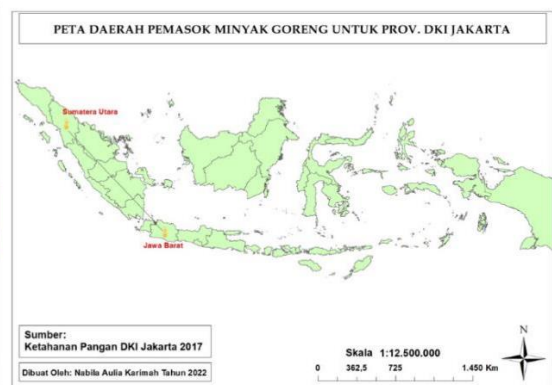 PETA DAERAH PEMASOK MINYAK GORENG UNTUK PROV. DKI JAKARTA
Sumatera Utara
Jawa Barat
Sumber:
Ketahanan Pangan DKI Jakarta 2017
Dibuat Oleh: Nabila Aulia Karimah Tahun 2022
Skala 1:12.500.000
0 362,5 725 1.450 Km
N